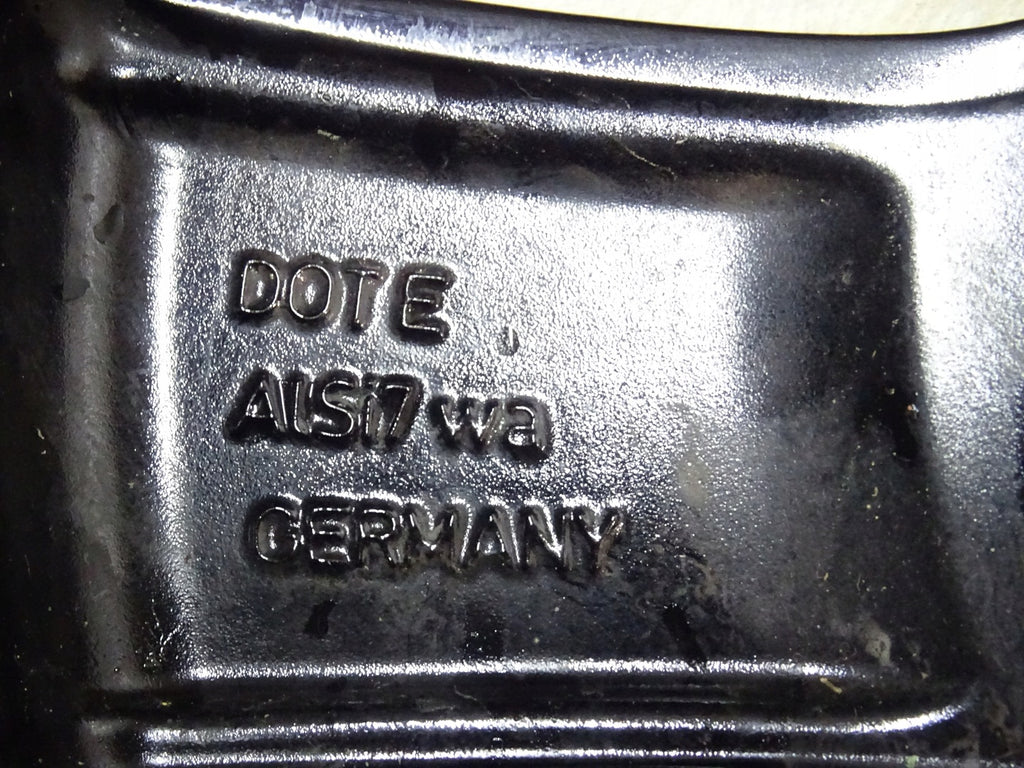 DOT E
AlSi7 wa
GERMANY